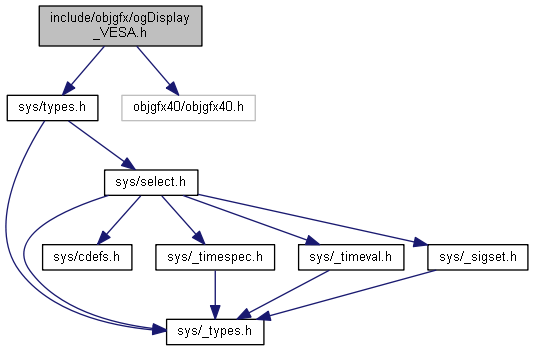 include/objgfx/ogDisplay
_VESA.h
sys/types.h
objgfx40/objgfx40.h
sys/select.h
sys/cdefs.h
sys/_timespec.h
sys/_timeval.h
sys/_sigset.h
sys/_types.h